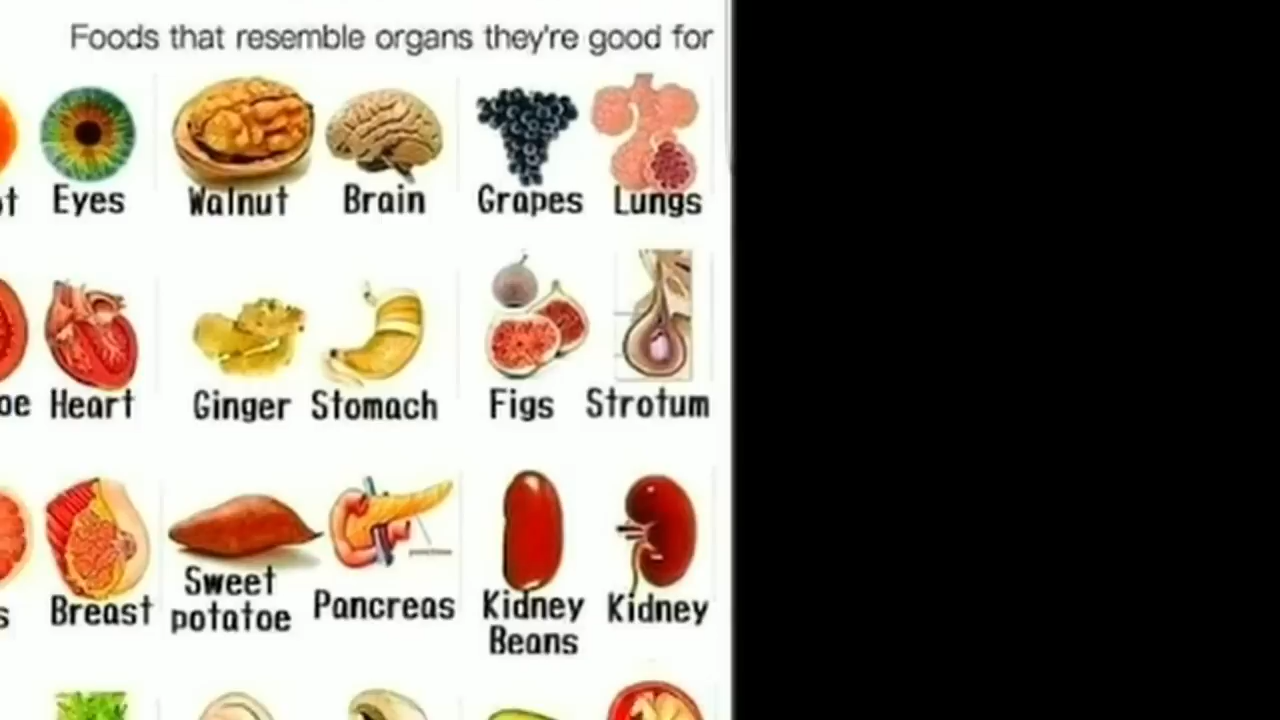 Foods that resemble organs they're good for
Eyes Walnut Brain Grapes Lungs
oe Heart Ginger Stomach Figs Strotum
s Breast Sweet potatoe Pancreas Kidney Beans Kidney